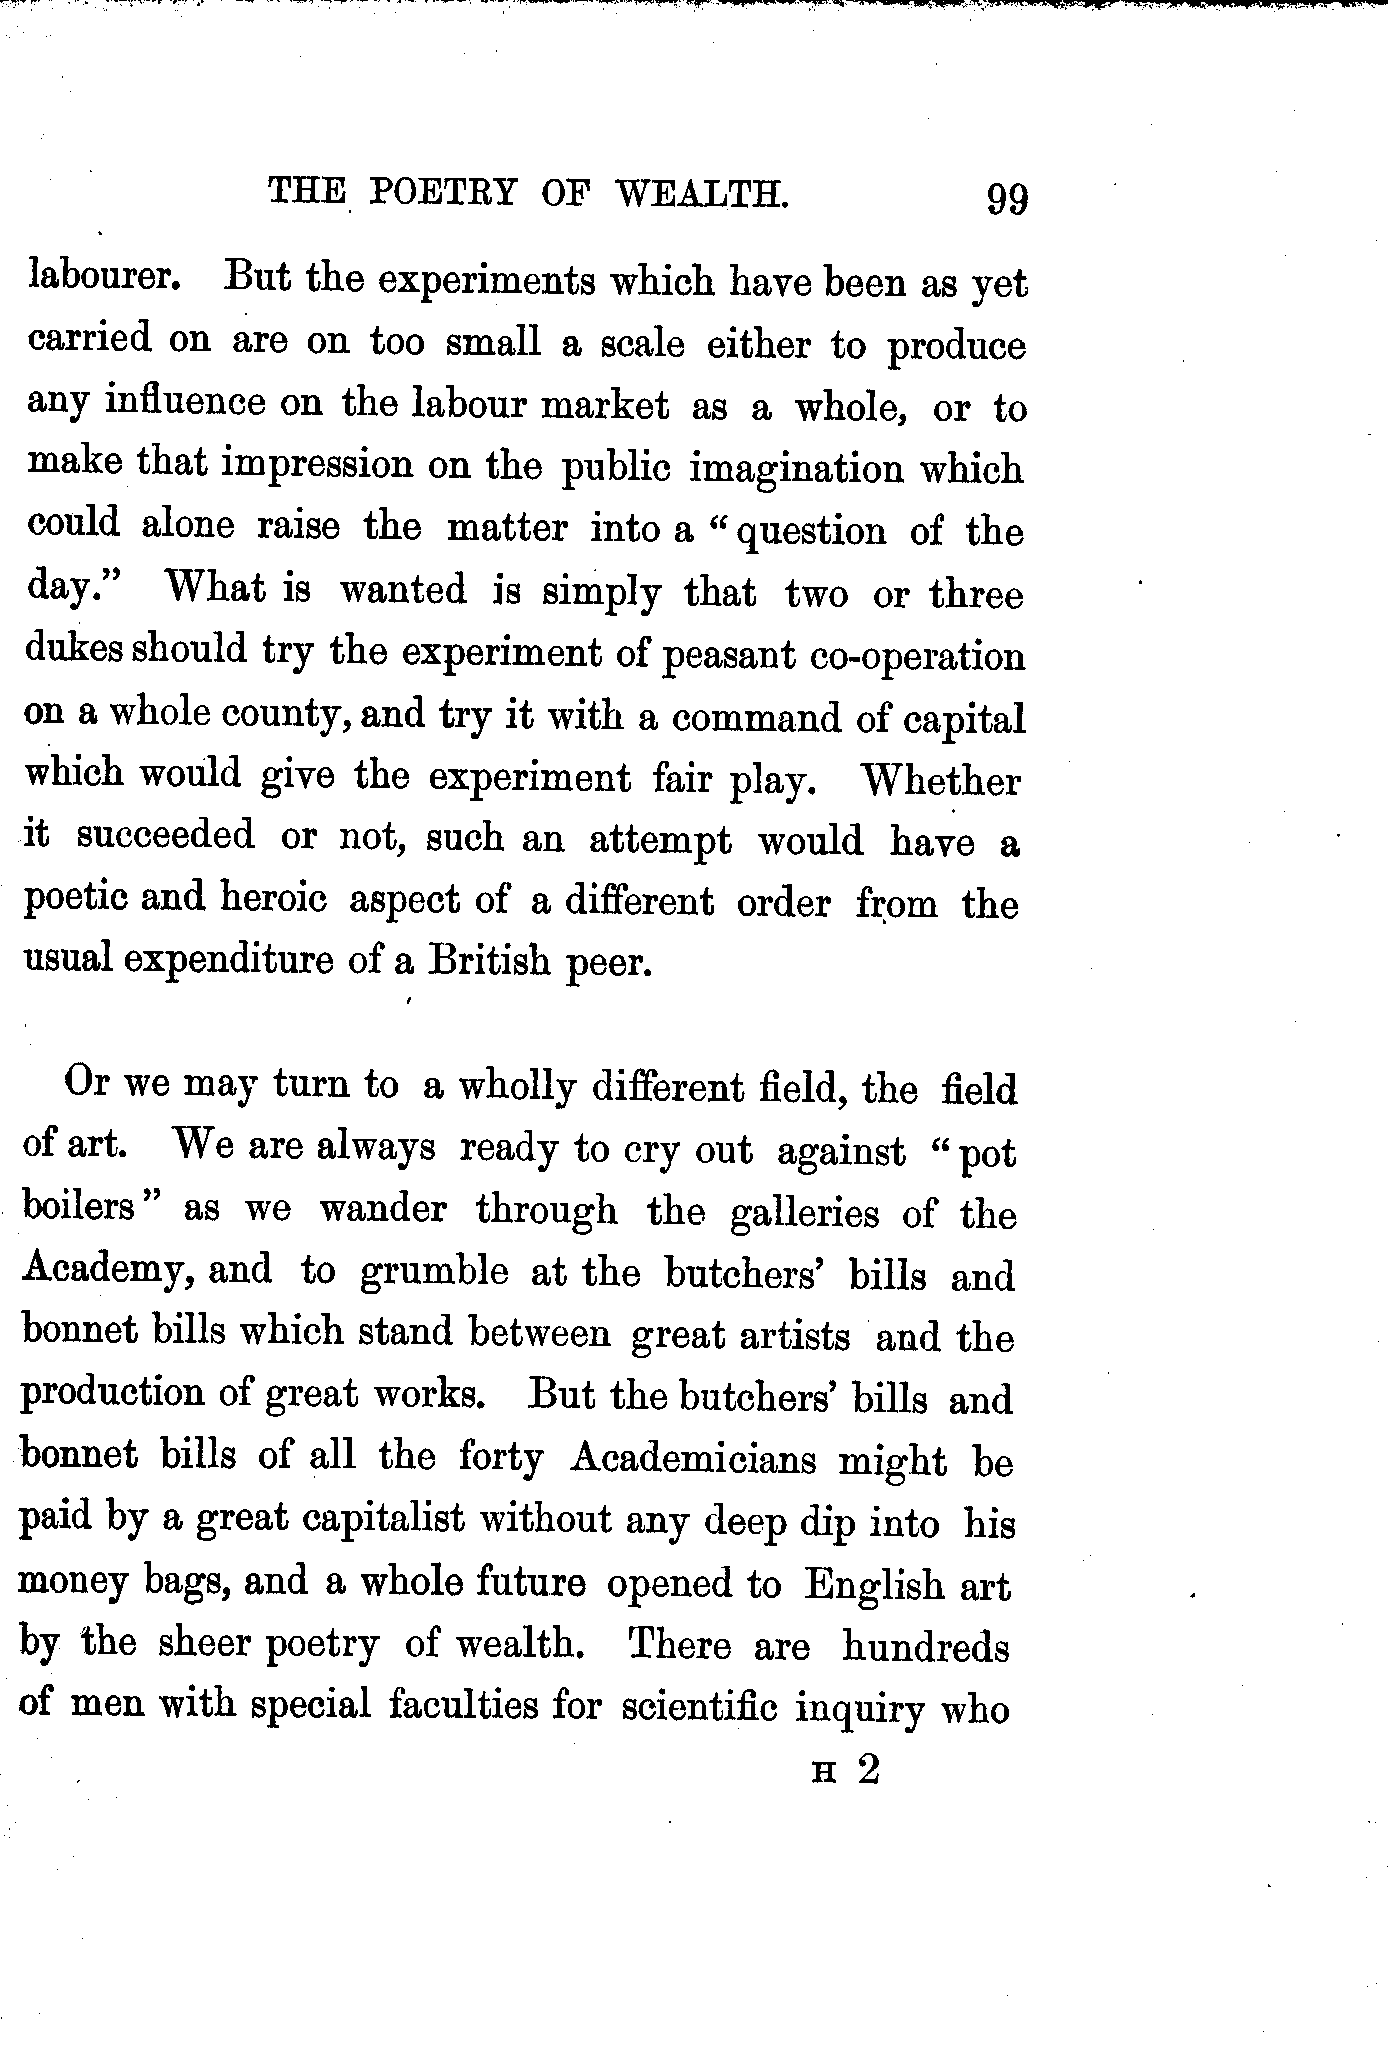 THE POETRY OF WEALTH. 99
labourer. But the experiments which have been as yet
carried on are on too small a scale either to produce
any influence on the labour market as a whole, or to
make that impression on the public imagination which
could alone raise the matter into a “question of the
day.” What is wanted is simply that two or three
dukes should try the experiment of peasant co-operation
on a whole county, and try it with a command of capital
which would give the experiment fair play. Whether
it succeeded or not, such an attempt would have a
poetic and heroic aspect of a different order from the
usual expenditure of a British peer.
Or we may turn to a wholly different field, the field
of art. We are always ready to cry out against “pot
boilers” as we wander through the galleries of the
Academy, and to grumble at the butchers’ bills and
bonnet bills which stand between great artists and the
production of great works. But the butchers’ bills and
bonnet bills of all the forty Academicians might be
paid by a great capitalist without any deep dip into his
money bags, and a whole future opened to English art
by the sheer poetry of wealth. There are hundreds
of men with special faculties for scientific inquiry who
H 2